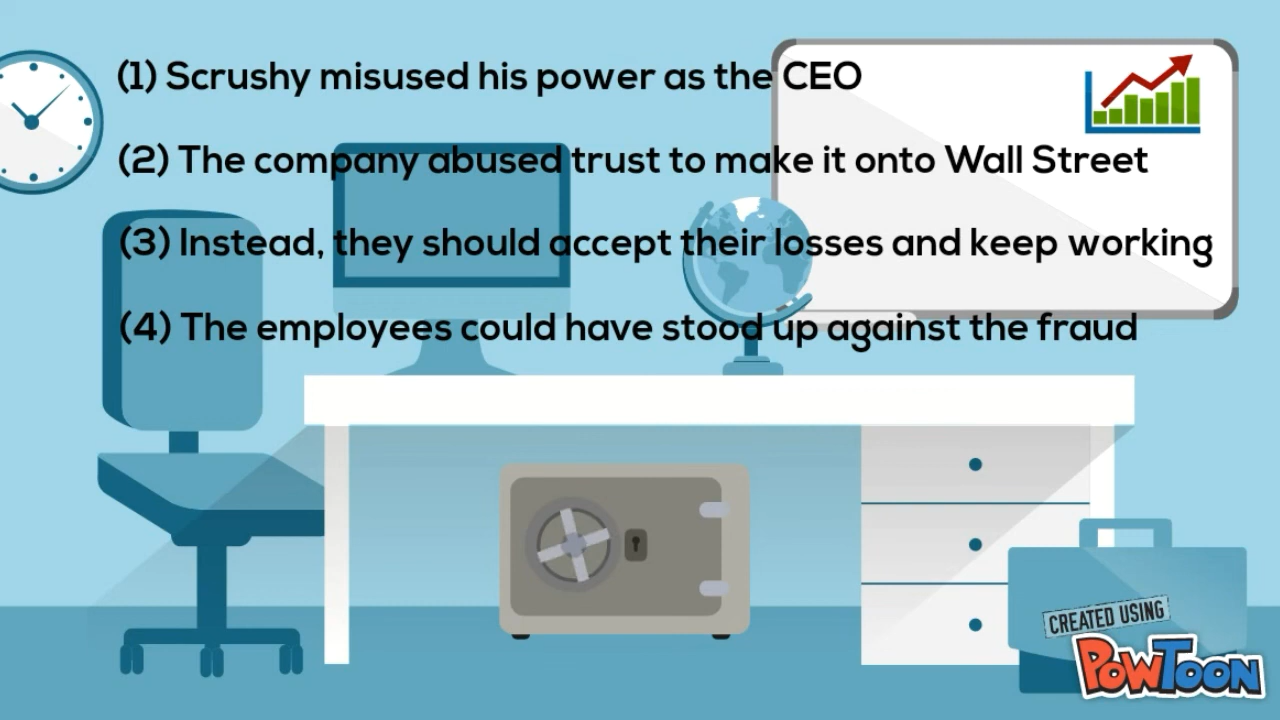 (1) Scrushy misused his power as the CEO
(2) The company abused trust to make it onto Wall Street
(3) Instead, they should accept their losses and keep working
(4) The employees could have stood up against the fraud
CREATED USING
POWTOON